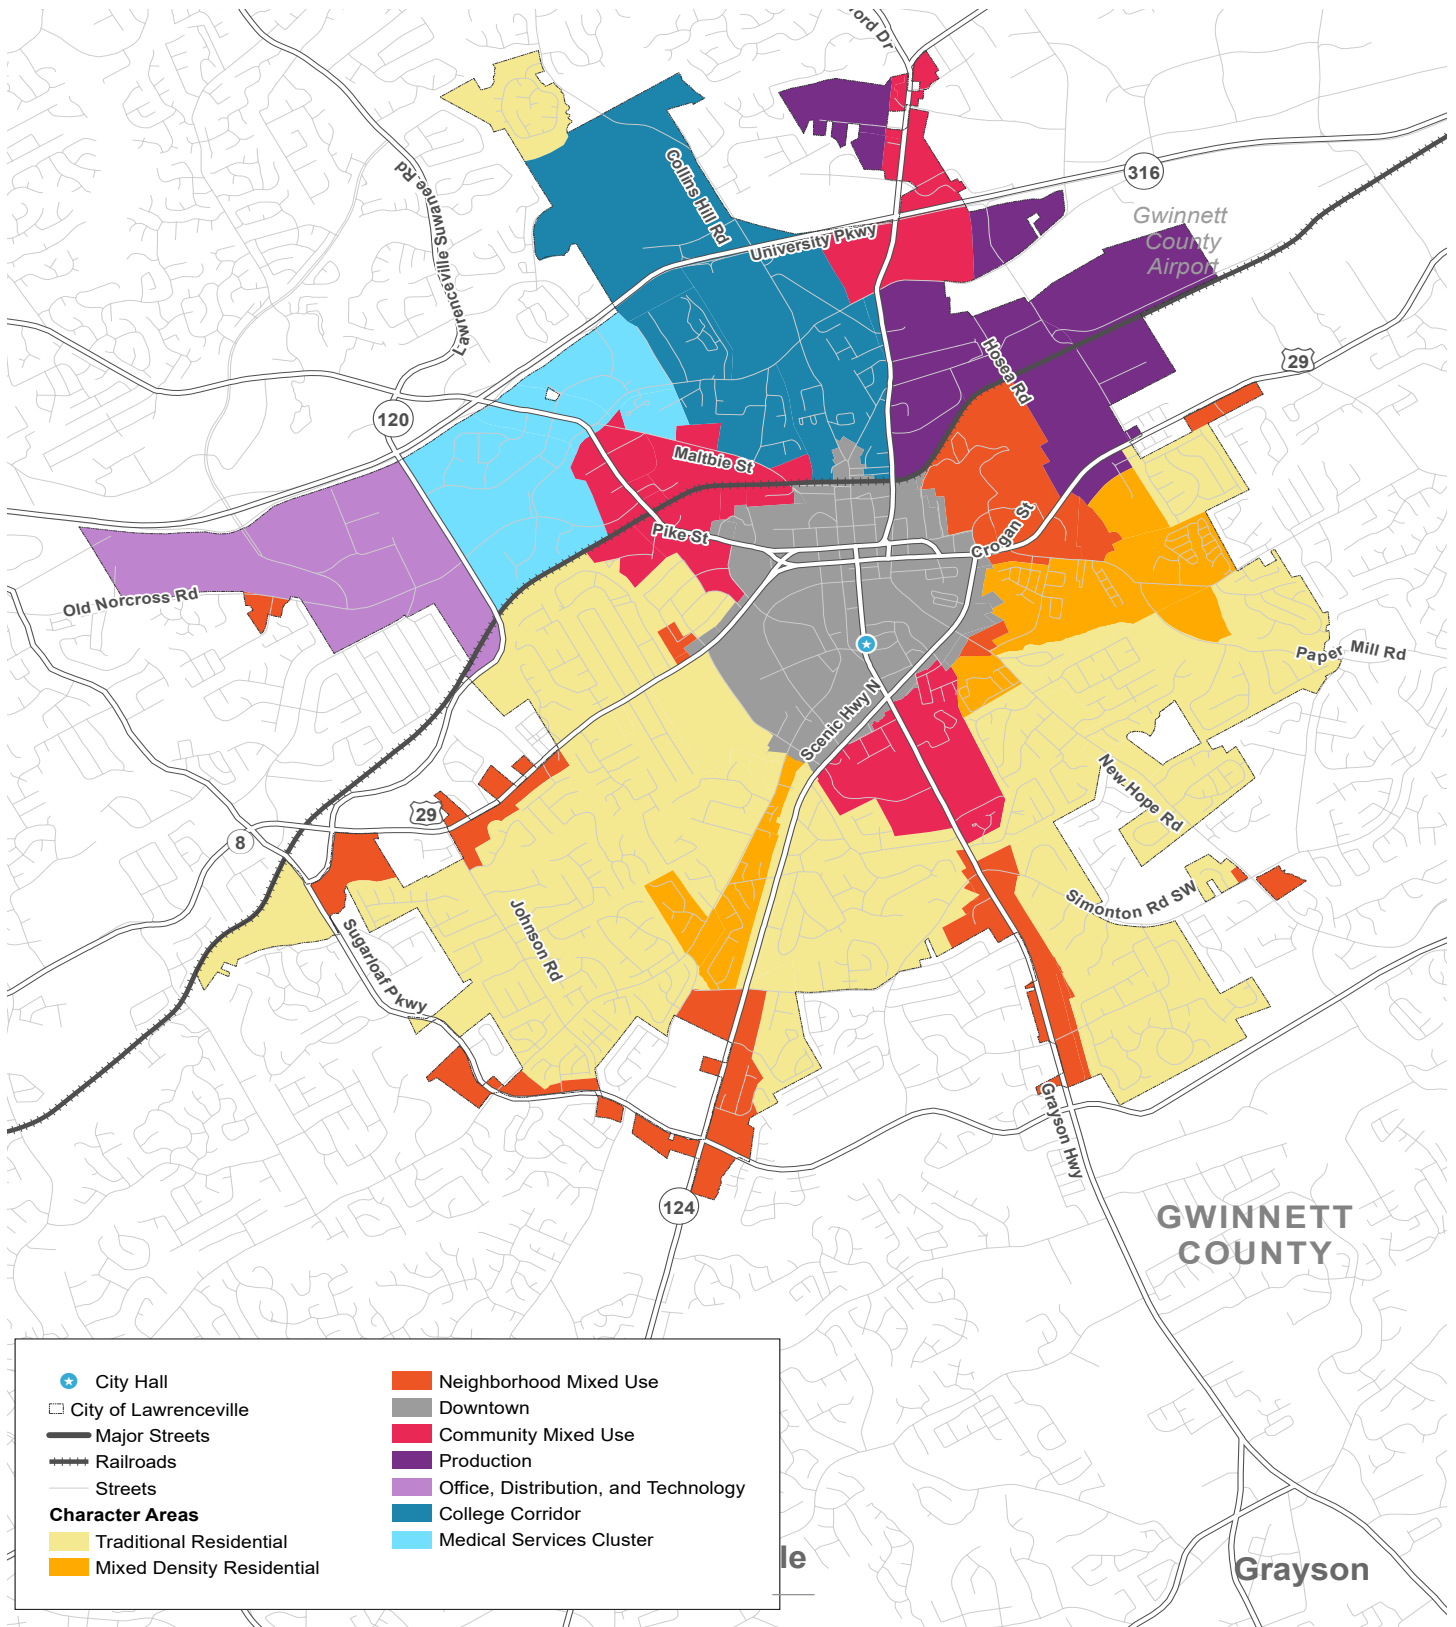 ford Dr
316
Collins Hill Rd
Lawrenceville Suwanee Rd
University Pkwy
Gwinnett
County
Airport
Hosea Rd
29
120
Maltbie St
Pike St
Crogan St
Old Norcross Rd
Paper Mill Rd
Scenic Hwy N
New Hope Rd
29
8
Simonton Rd SW
Johnson Rd
Sugarloaf Pkwy
Grayson Hwy
124
GWINNETT
COUNTY
City Hall
City of Lawrenceville
Major Streets
Railroads
Streets
Character Areas
Traditional Residential
Mixed Density Residential
Neighborhood Mixed Use
Downtown
Community Mixed Use
Production
Office, Distribution, and Technology
College Corridor
Medical Services Cluster
le
Grayson